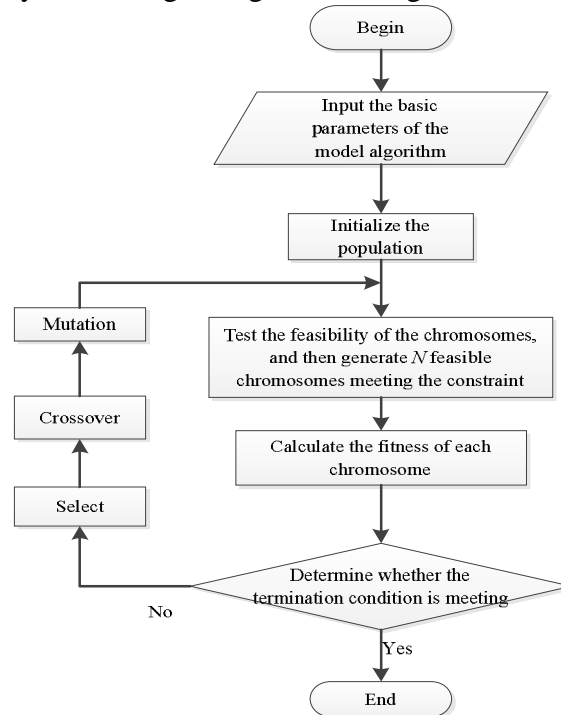 Begin
Input the basic
parameters of the
model algorithm
Initialize the
population
Mutation
Test the feasibility of the chromosomes,
and then generate N feasible
chromosomes meeting the constraint
Crossover
Calculate the fitness of each
chromosome
Select
Determine whether the
termination condition is meeting
No
Yes
End